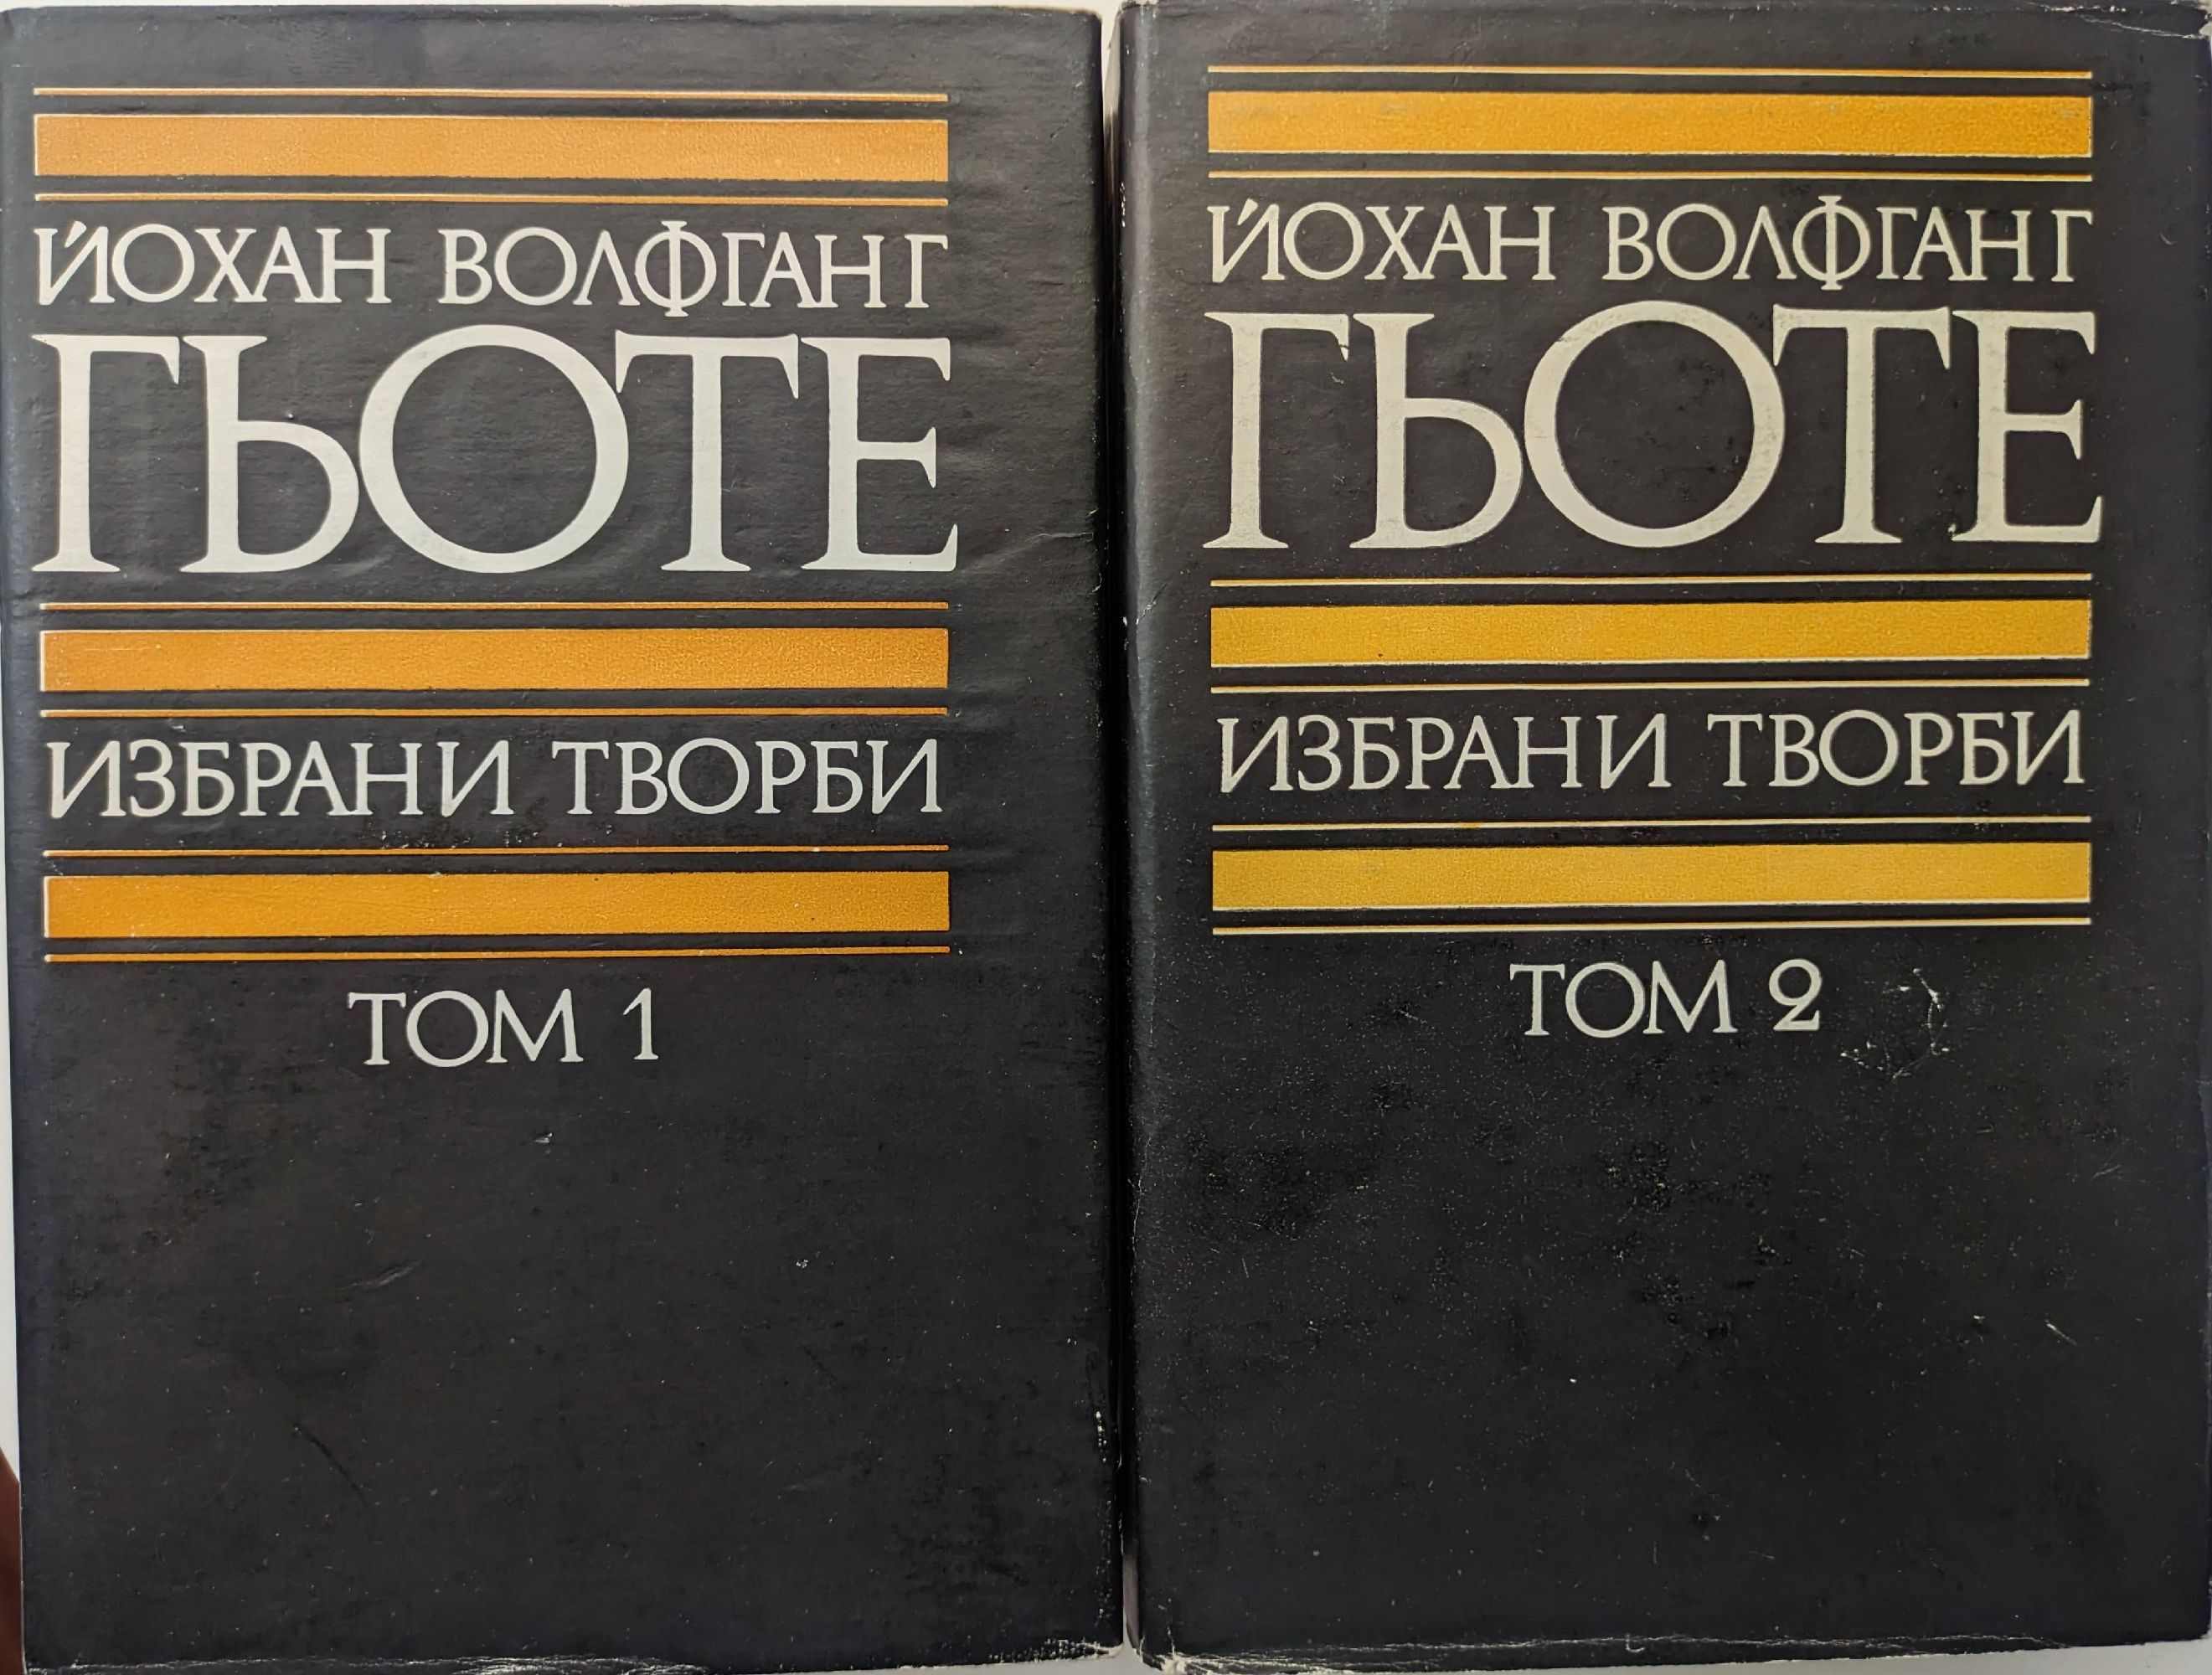 ЙОХАН ВОЛФГАНГ
ГЬОТЕ
ИЗБРАНИ ТВОРБИ
ТОМ 1
ЙОХАН ВОЛФГАНГ
ГЬОТЕ
ИЗБРАНИ ТВОРБИ
ТОМ 2